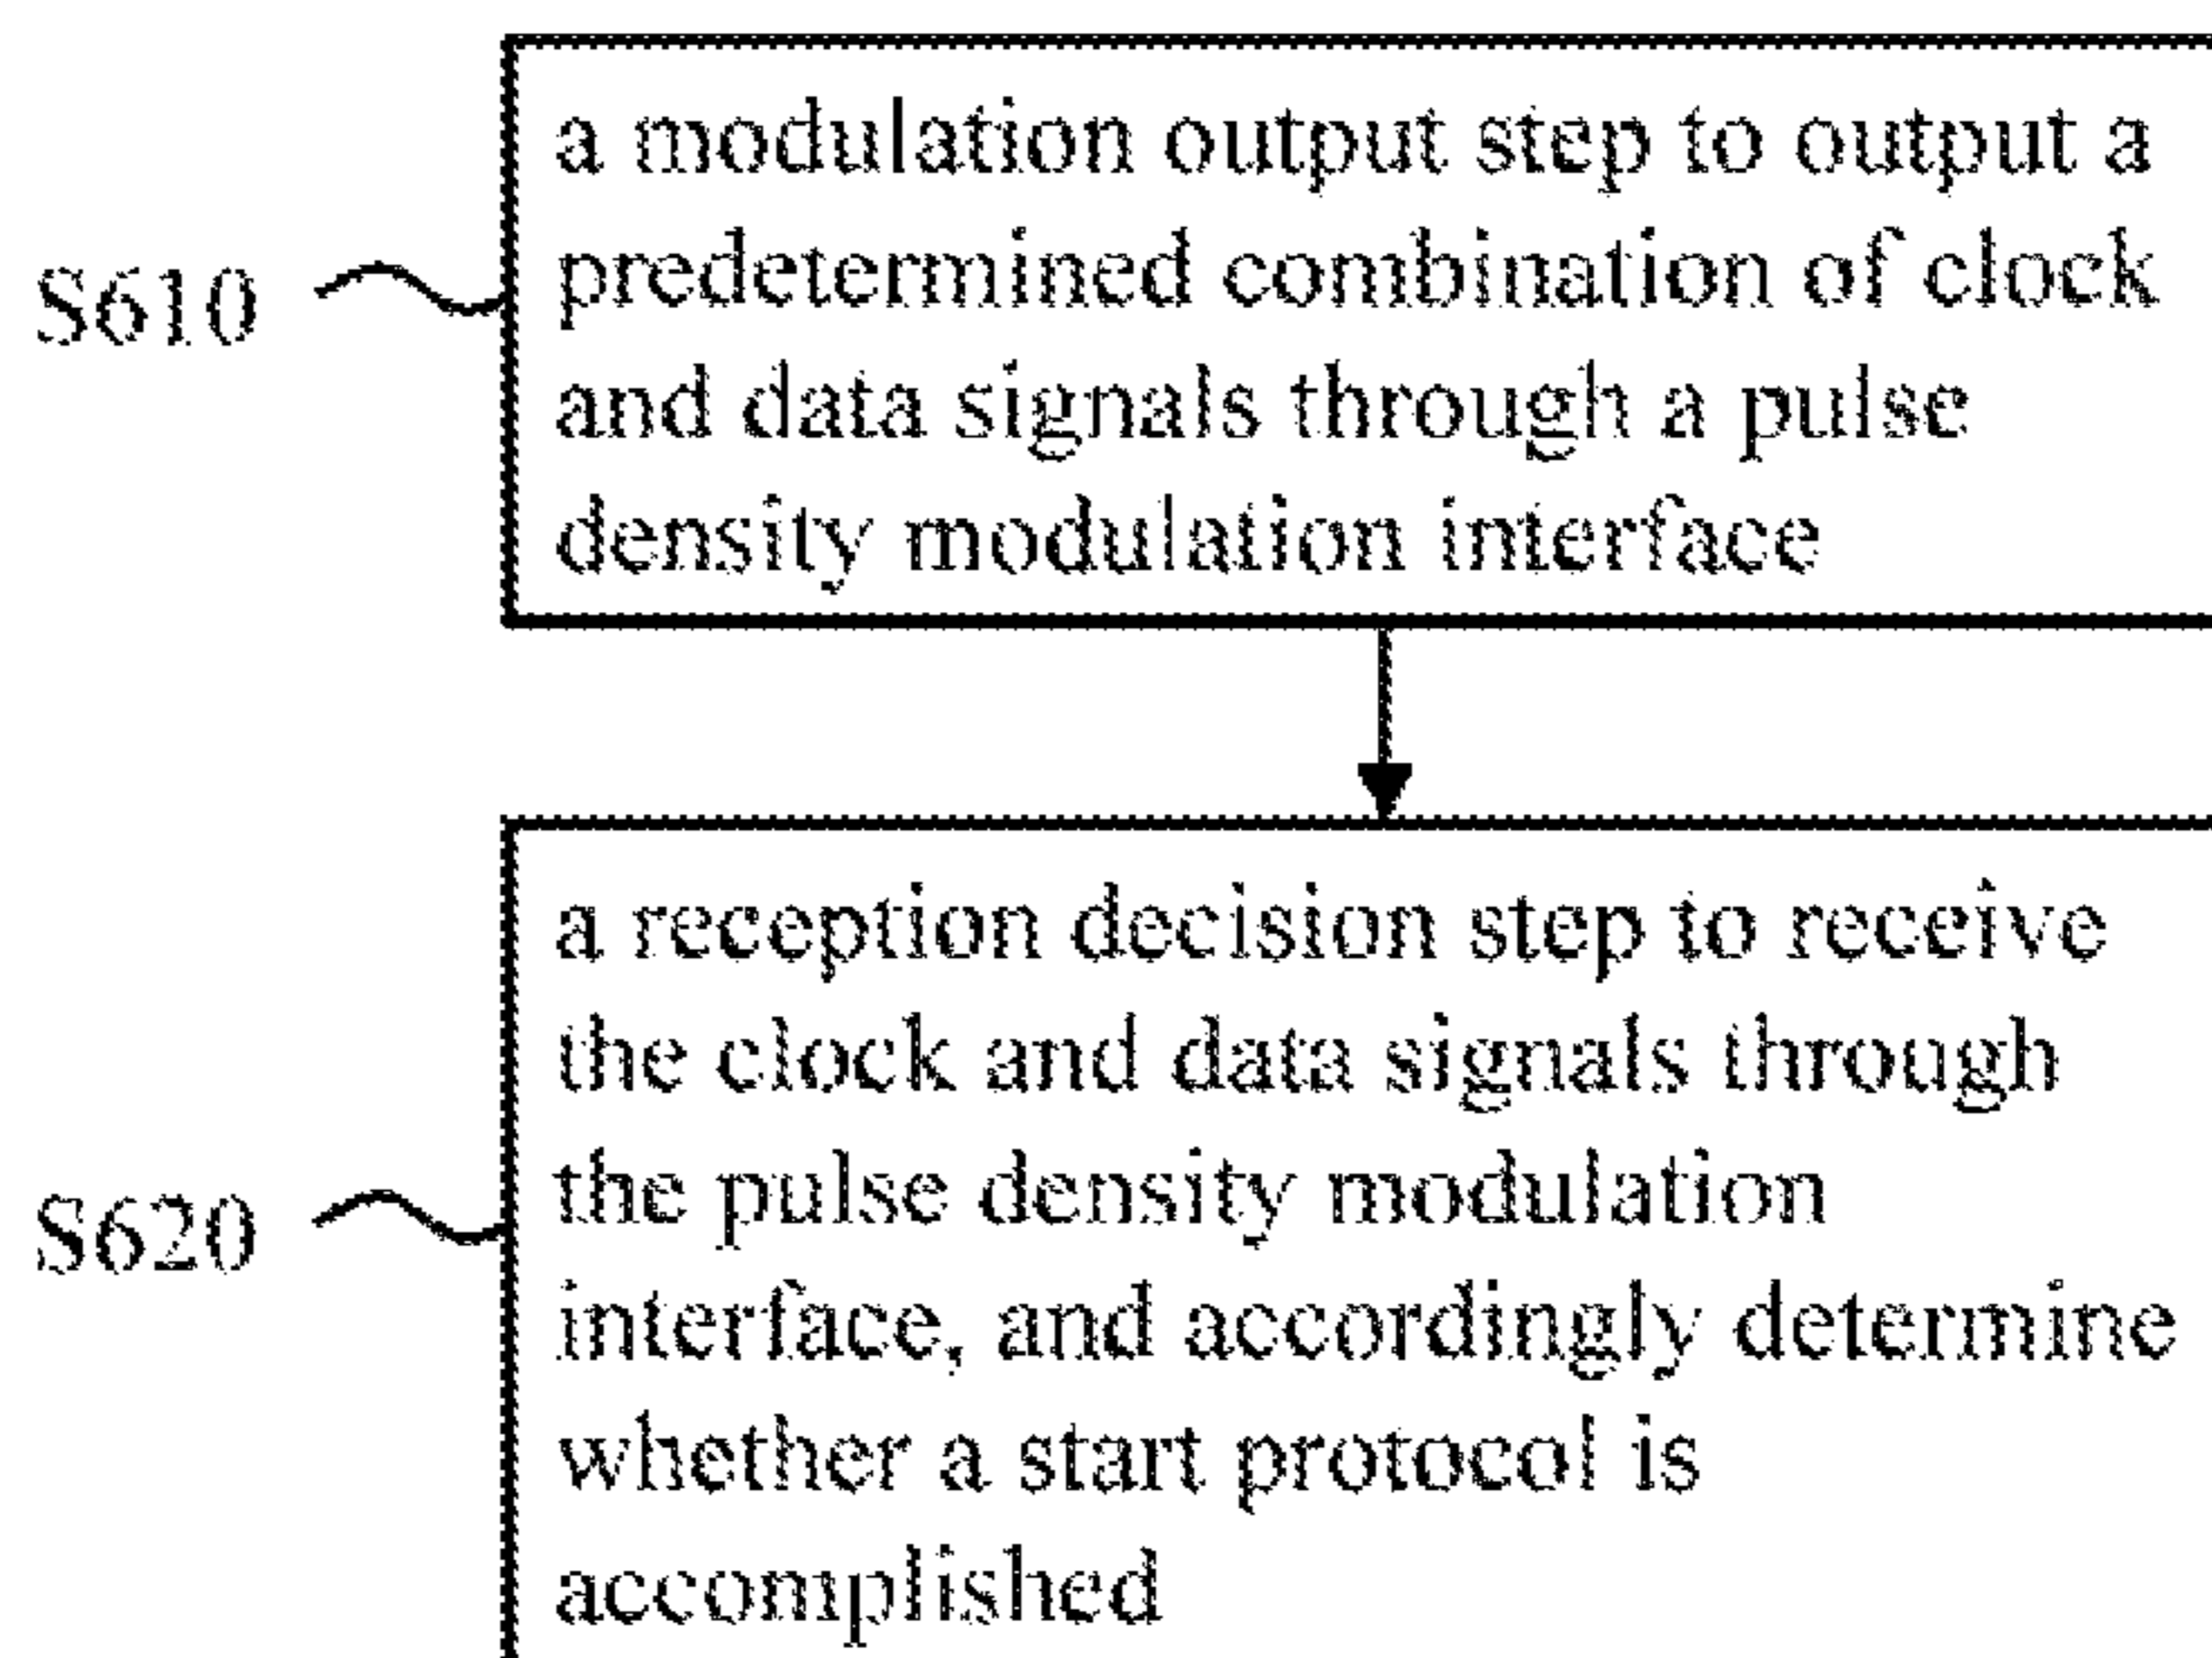 a modulation output step to output a
predetermined combination of clock
S610
and data signals through a pulse
density modulation interface
a reception decision step to receive
the clock and data signals through
the pulse density modulation
S620
interface, and accordingly determine
whether a start protocol is
accomplished